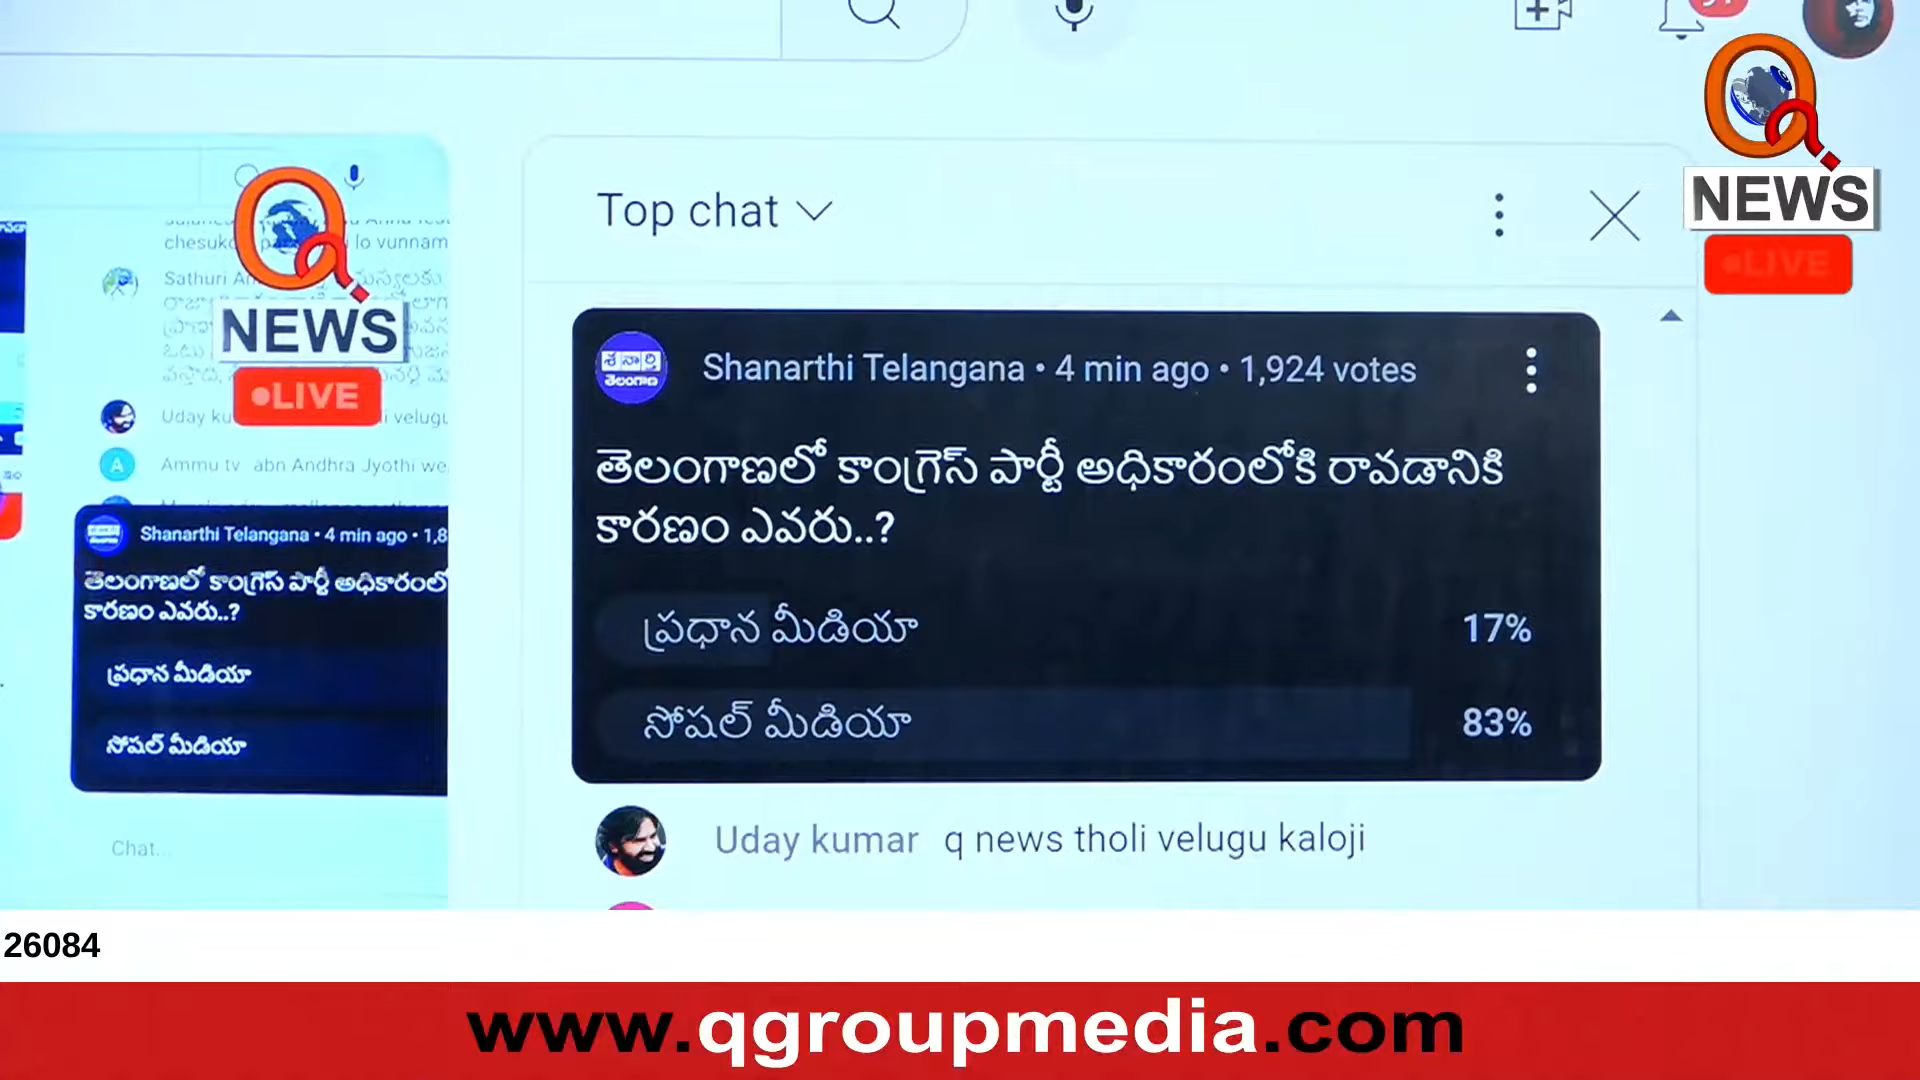 Top chat
NEWS
LIVE
Shanarthi Telangana • 4 min ago • 1,924 votes
తెలంగాణలో కాంగ్రెస్ పార్టీ అధికారంలోకి రావడానికి
కారణం ఎవరు..?
ప్రధాన మీడియా 17%
సోషల్ మీడియా 83%
Uday kumar q news tholi velugu kaloji
chesuko lo vunnam
Sathuri
NEWS
LIVE
Uday ku velugu
Ammu tv abn Andhra Jyothi we
Shanarthi Telangana • 4 min ago • 1,8
తెలంగాణలో కాంగ్రెస్ పార్టీ అధికారంలో
కారణం ఎవరు..?
ప్రధాన మీడియా
సోషల్ మీడియా
Chat...
26084
www.qgroupmedia.com